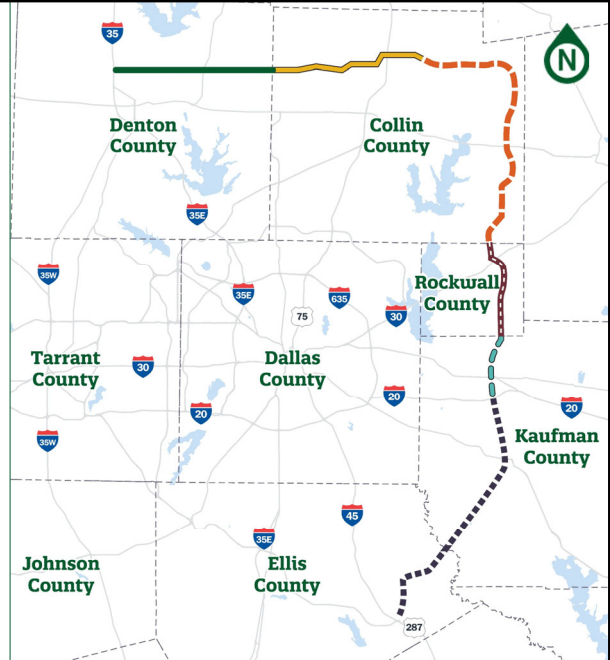 35
N
Denton
County
Collin
County
35E
35W
35E
635
75
30
Rockwall
County
Tarrant
County
30
Dallas
County
20
20
20
Kaufman
County
35W
45
35E
Johnson
County
Ellis
County
287